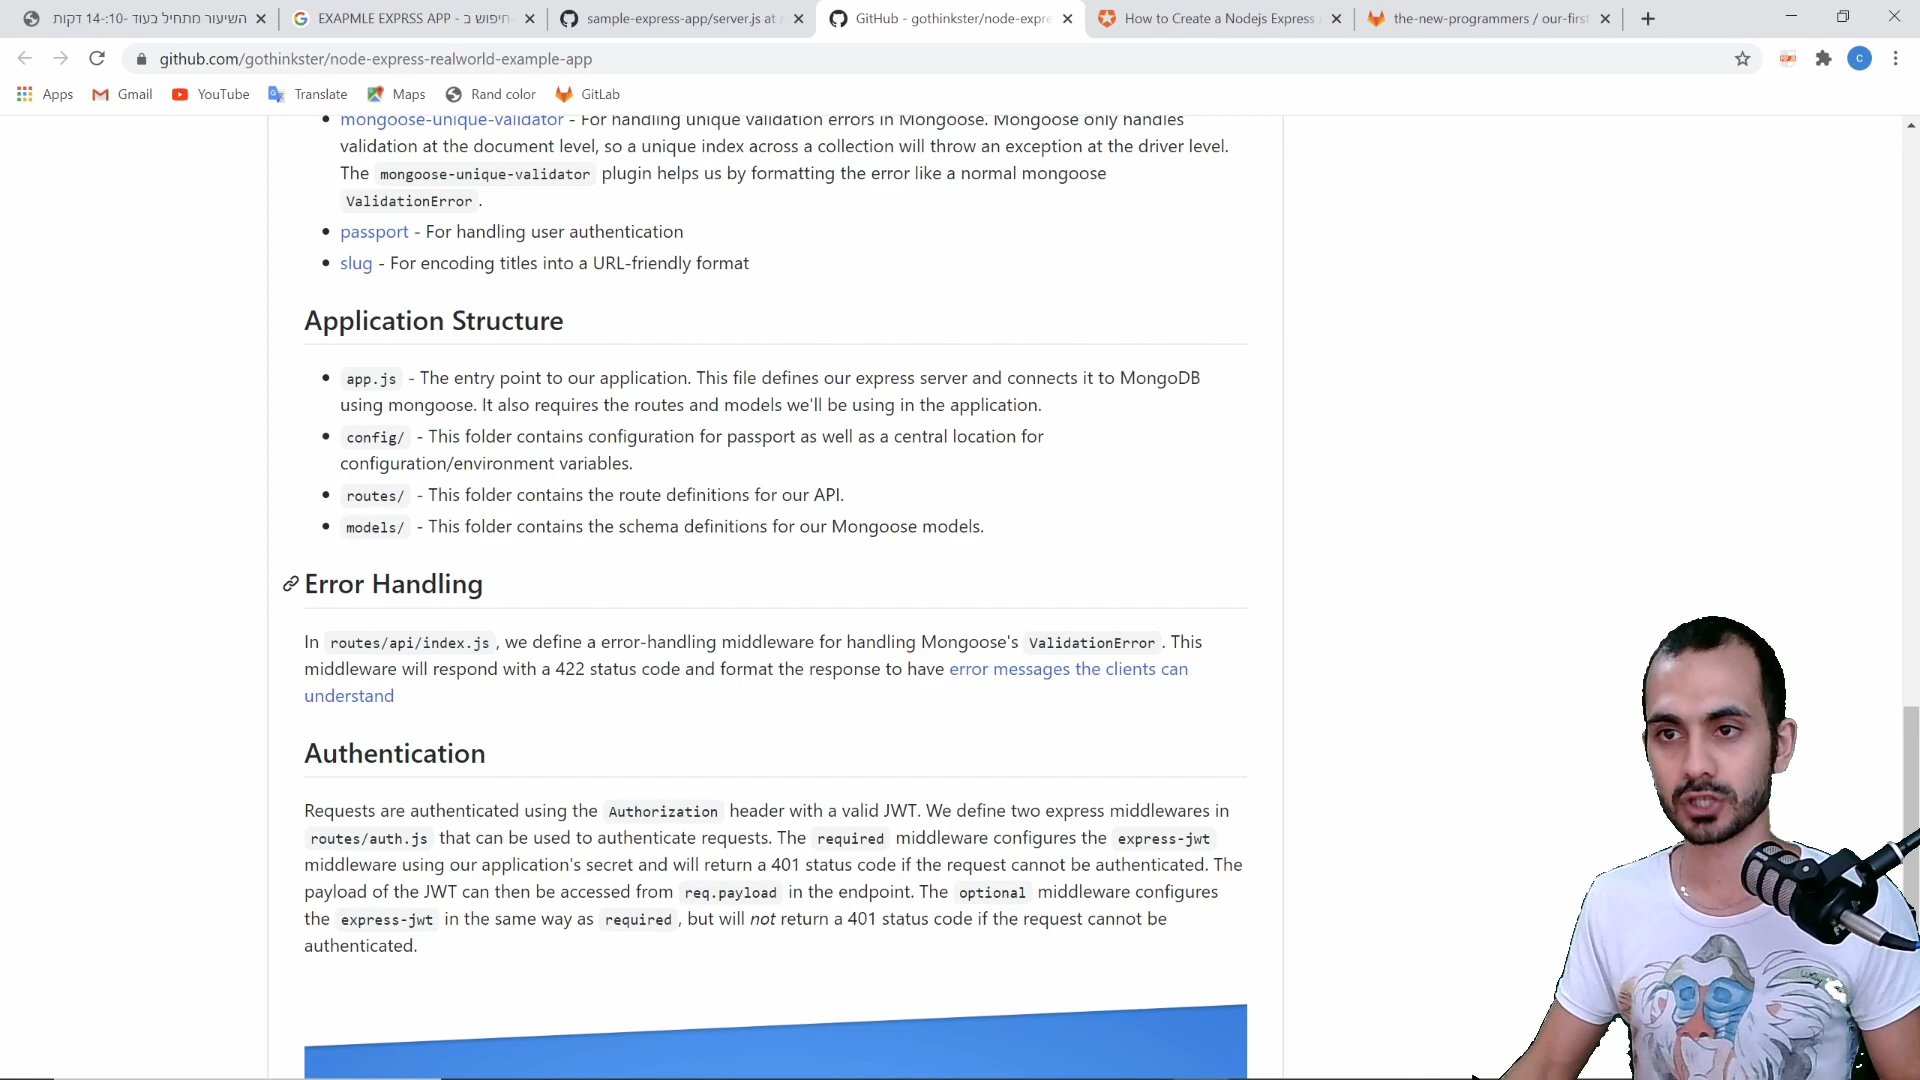 השיעור מתחיל בעוד -:10:-14 דקות
EXAPMLE EXPRSS APP - חיפוש ב
sample-express-app/server.js at
GitHub - gothinkster/node-expre
How to Create a Nodejs Express
the-new-programmers / our-first
github.com/gothinkster/node-express-realworld-example-app
C
Apps
Gmail
YouTube
Translate
Maps
Rand color
GitLab
mongoose-unique-validator - For handling unique validation errors in Mongoose. Mongoose only handles
validation at the document level, so a unique index across a collection will throw an exception at the driver level.
The mongoose-unique-validator plugin helps us by formatting the error like a normal mongoose
ValidationError.
passport - For handling user authentication
slug - For encoding titles into a URL-friendly format
Application Structure
app.js - The entry point to our application. This file defines our express server and connects it to MongoDB
using mongoose. It also requires the routes and models we'll be using in the application.
config/ - This folder contains configuration for passport as well as a central location for
configuration/environment variables.
routes/ - This folder contains the route definitions for our API.
models/ - This folder contains the schema definitions for our Mongoose models.
Error Handling
In routes/api/index.js, we define a error-handling middleware for handling Mongoose's ValidationError. This
middleware will respond with a 422 status code and format the response to have error messages the clients can
understand
Authentication
Requests are authenticated using the Authorization header with a valid JWT. We define two express middlewares in
routes/auth.js that can be used to authenticate requests. The required middleware configures the express-jwt
middleware using our application's secret and will return a 401 status code if the request cannot be authenticated. The
payload of the JWT can then be accessed from req.payload in the endpoint. The optional middleware configures
the express-jwt in the same way as required, but will not return a 401 status code if the request cannot be
authenticated.